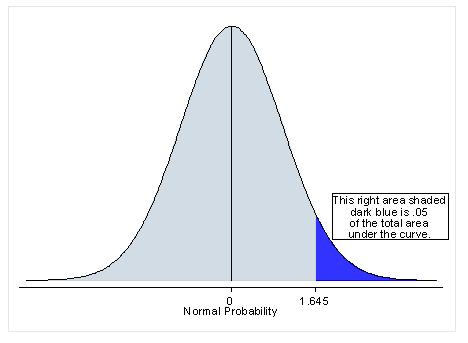 This right area shaded
dark blue is .05
of the total area
under the curve.
0 1.645
Normal Probability